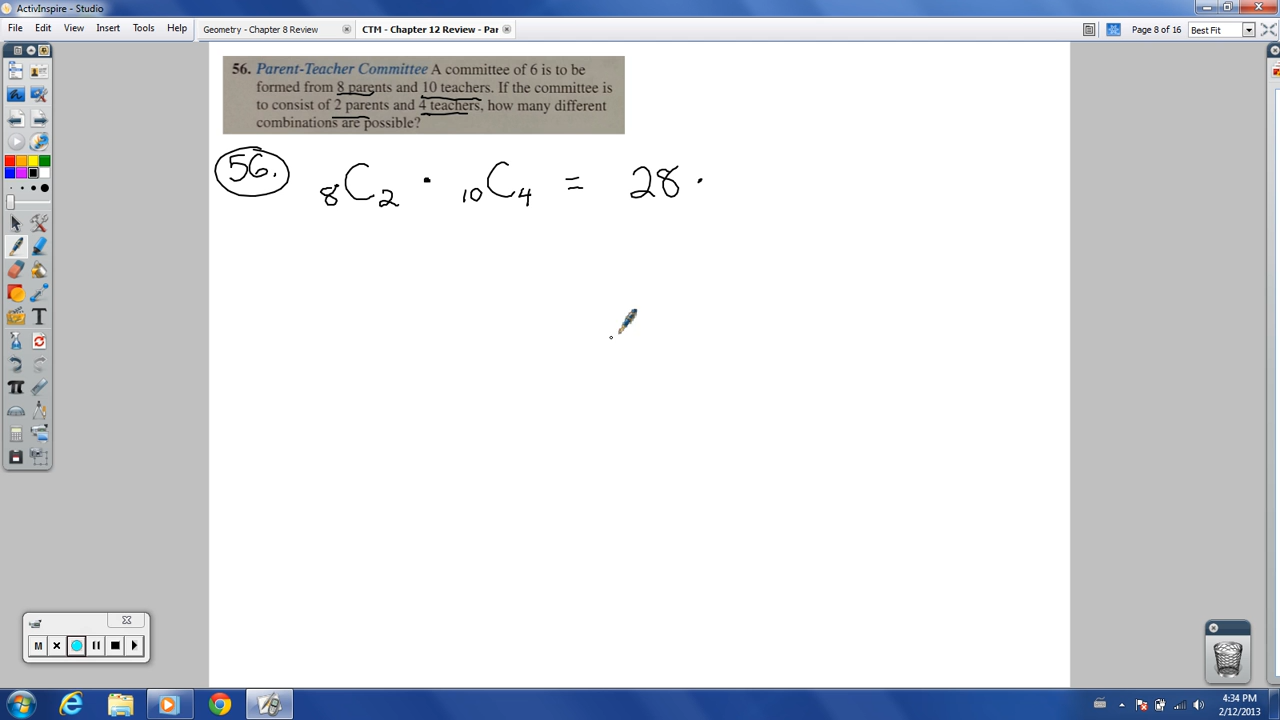 ActivInspire - Studio
File Edit View Insert Tools Help
Geometry - Chapter 8 Review
CTM - Chapter 12 Review - Par
Page 8 of 16
Best Fit
56. Parent-Teacher Committee A committee of 6 is to be
formed from 8 parents and 10 teachers. If the committee is
to consist of 2 parents and 4 teachers, how many different
combinations are possible?
56. ₈C₂ · ₁₀C₄ = 28 ·
M
4:34 PM
2/12/2013